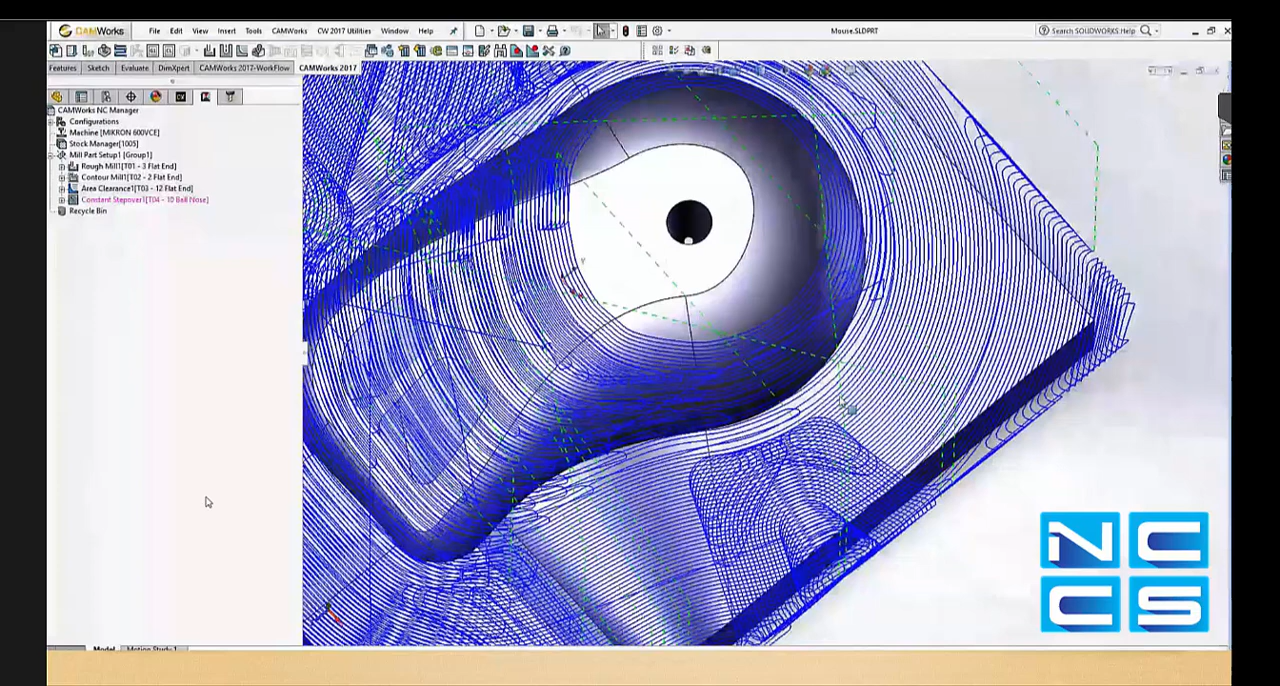 CAMWorks File Edit View Insert Tools CAMWorks CW 2017 Utilities Window Help Mouse.SLDPRT Search SOLIDWORKS Help
Features Sketch Evaluate DimXpert CAMWorks 2017-WorkFlow CAMWorks 2017
CAMWorks NC Manager
Configurations
Machine [MIKRON 600VCE]
Stock Manager[1005]
Mill Part Setup1 [Group1]
Rough Mill1[T01 - 3 Flat End]
Contour Mill1[T02 - 2 Flat End]
Area Clearance1[T03 - 12 Flat End]
Constant Stepover1[T04 - 10 Ball Nose]
Recycle Bin
NC
CS
Model Motion Study 1